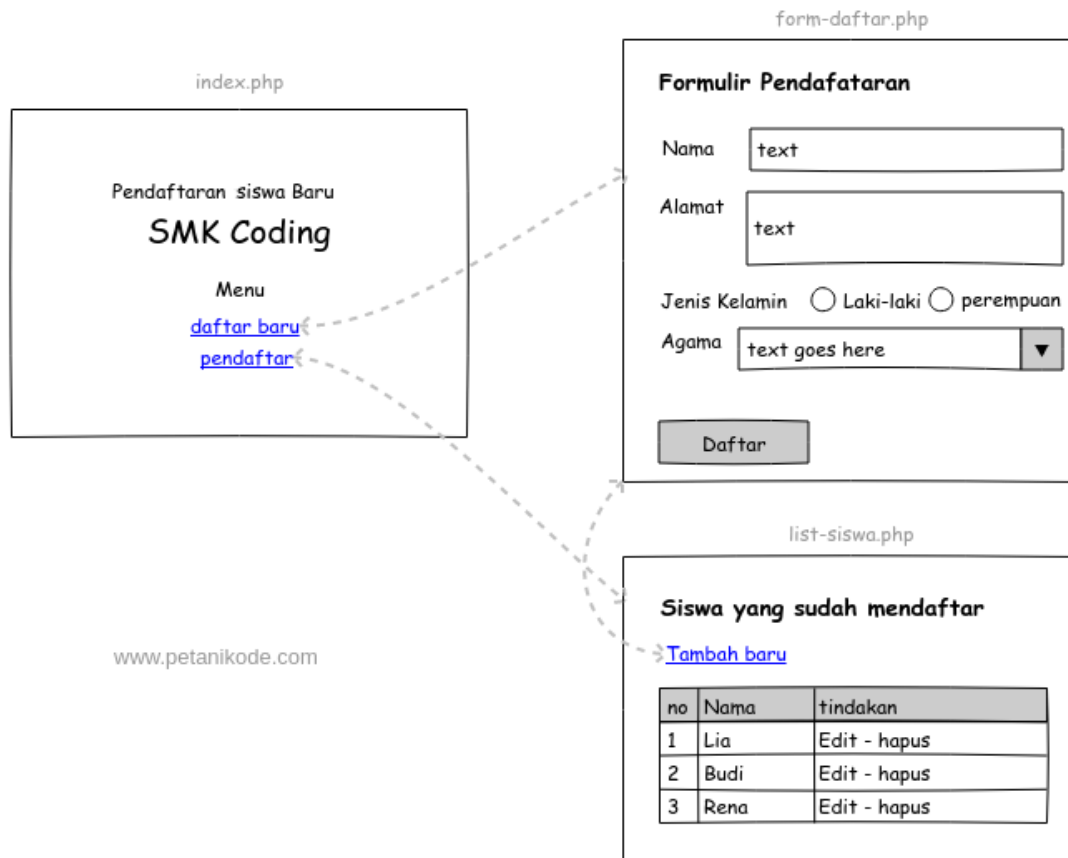 index.php
Pendaftaran siswa Baru
SMK Coding
Menu
daftar baru
pendaftar
www.petanikode.com
form-daftar.php
Formulir Pendafataran
Nama text
Alamat text
Jenis Kelamin Laki-laki perempuan
Agama text goes here
Daftar
list-siswa.php
Siswa yang sudah mendaftar
Tambah baru
no Nama tindakan
1 Lia Edit - hapus
2 Budi Edit - hapus
3 Rena Edit - hapus